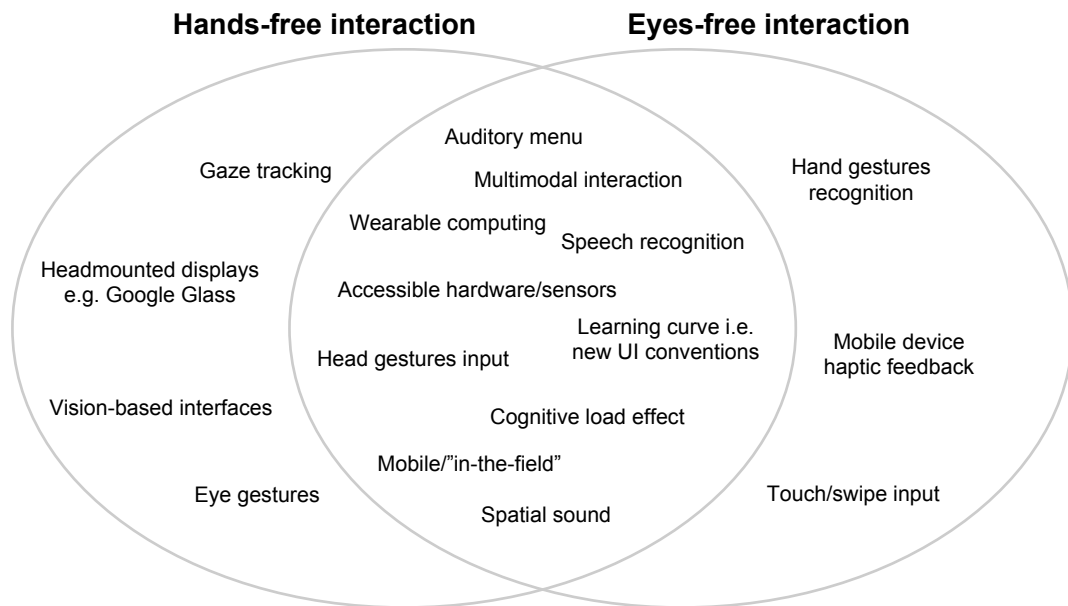 Hands-free interaction
Eyes-free interaction
Auditory menu
Gaze tracking
Multimodal interaction
Hand gestures
recognition
Wearable computing
Speech recognition
Headmounted displays
e.g. Google Glass
Accessible hardware/sensors
Learning curve i.e.
new UI conventions
Head gestures input
Mobile device
haptic feedback
Vision-based interfaces
Cognitive load effect
Mobile/”in-the-field”
Eye gestures
Touch/swipe input
Spatial sound